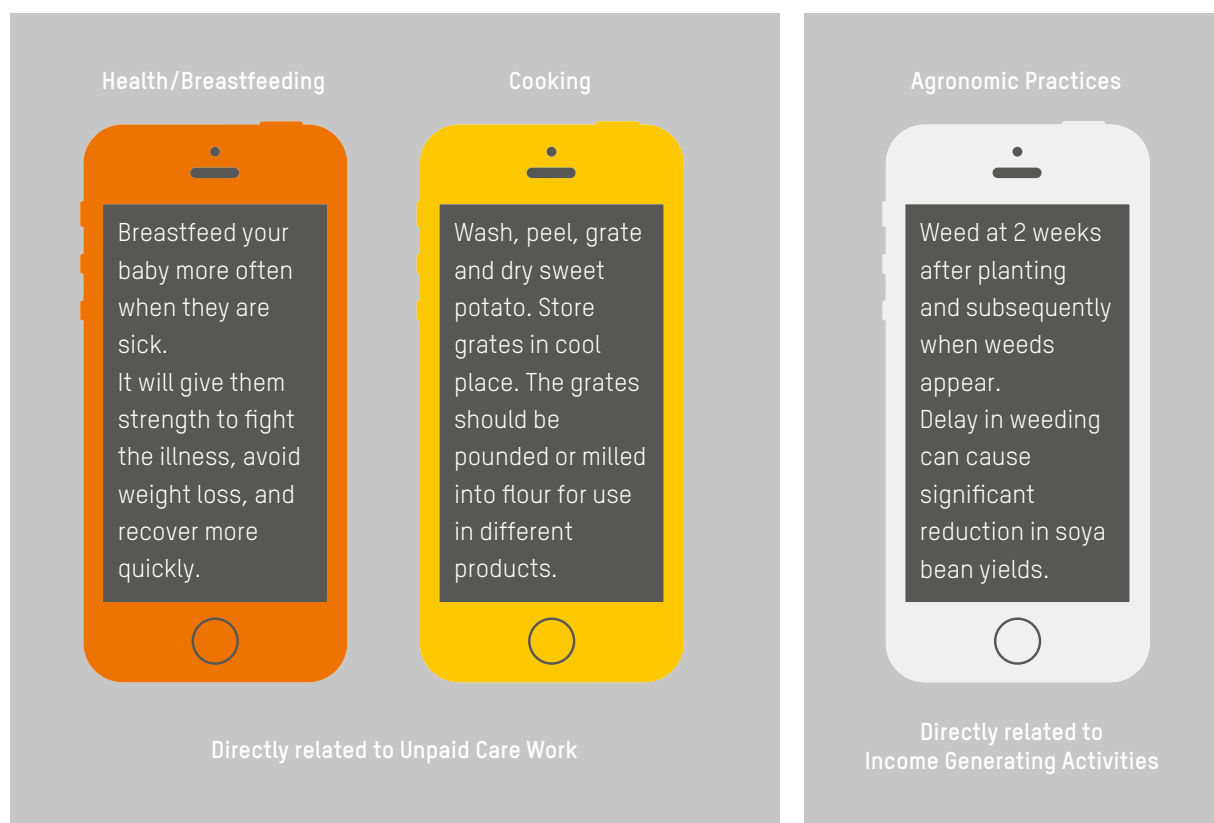 Health/Breastfeeding
Breastfeed your
baby more often
when they are
sick.
It will give them
strength to fight
the illness, avoid
weight loss, and
recover more
quickly.
Cooking
Wash, peel, grate
and dry sweet
potato. Store
grates in cool
place. The grates
should be
pounded or milled
into flour for use
in different
products.
Directly related to Unpaid Care Work
Agronomic Practices
Weed at 2 weeks
after planting
and subsequently
when weeds
appear.
Delay in weeding
can cause
significant
reduction in soya
bean yields.
Directly related to
Income Generating Activities